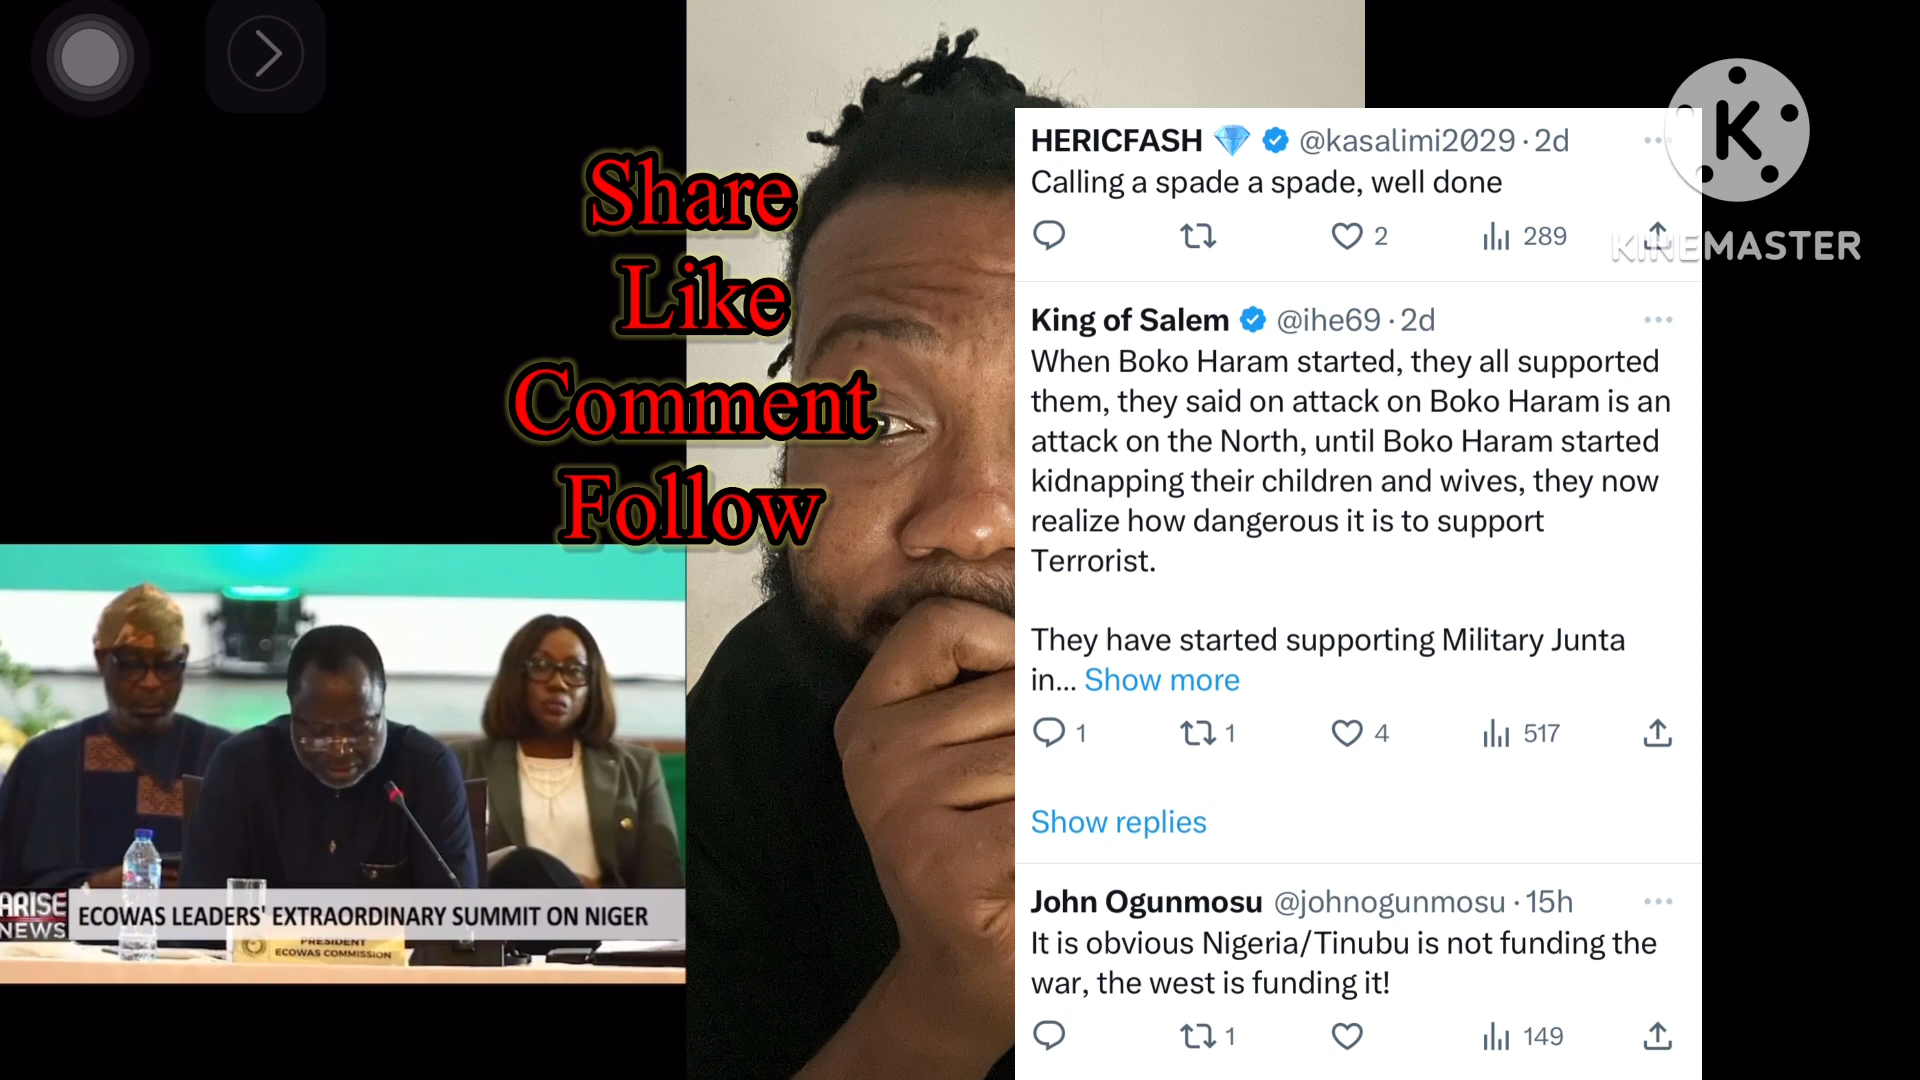 Share
Like
Comment
Follow
ARISE
NEWS
ECOWAS LEADERS' EXTRAORDINARY SUMMIT ON NIGER
PRESIDENT
ECOWAS COMMISSION
HERICFASH 💎 @kasalimi2029 · 2d
Calling a spade a spade, well done
2 289
King of Salem @ihe69 · 2d
When Boko Haram started, they all supported
them, they said on attack on Boko Haram is an
attack on the North, until Boko Haram started
kidnapping their children and wives, they now
realize how dangerous it is to support
Terrorist.
They have started supporting Military Junta
in... Show more
1 1 4 517
Show replies
John Ogunmosu @johnogunmosu · 15h
It is obvious Nigeria/Tinubu is not funding the
war, the west is funding it!
1 149
K
KINEMASTER